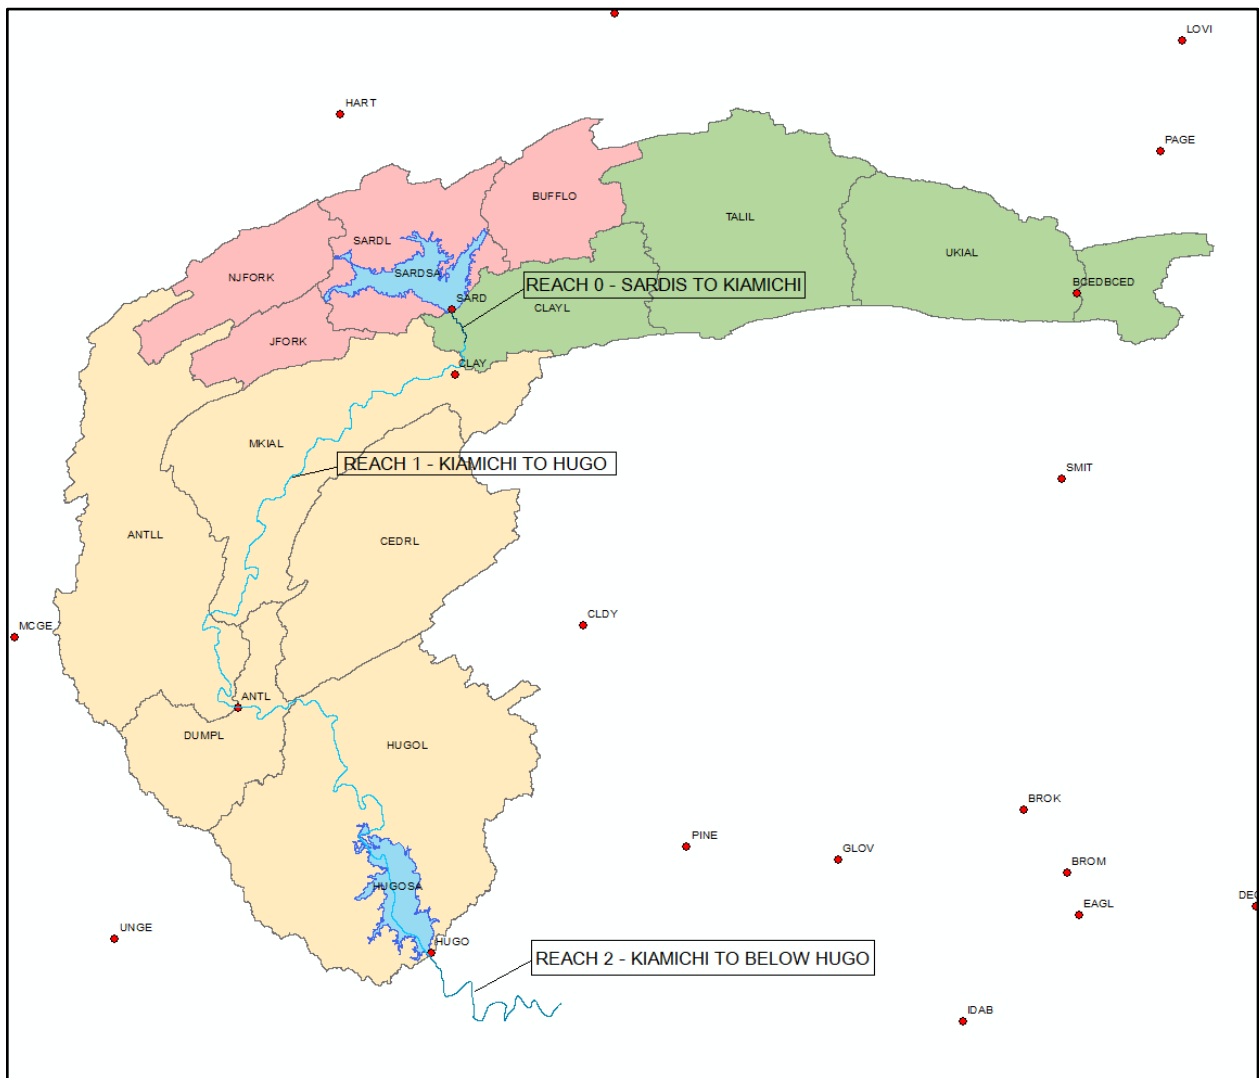 LOVI
HART
PAGE
BUFFLO
TALIL
SARDL
UKIAL
NJFORK
SARDSA
BCEDBCED
REACH 0 - SARDIS TO KIAMICHI
SARD
CLAYL
JFORK
CLAY
MKIAL
REACH 1 - KIAMICHI TO HUGO
SMIT
ANTLL
CEDRL
CLDY
MCGE
ANTL
DUMPL
HUGOL
BROK
PINE
GLOV
BROM
HUGOSA
DEQ
EAGL
UNGE
HUGO
REACH 2 - KIAMICHI TO BELOW HUGO
IDAB